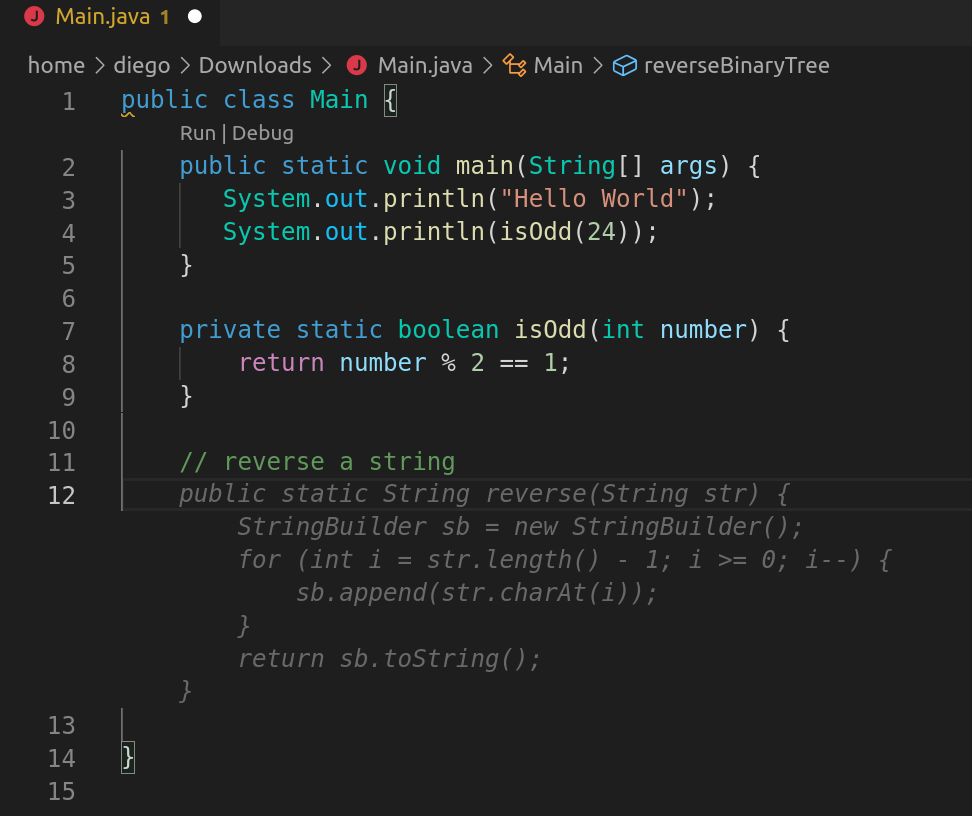 J Main.java 1
home > diego > Downloads > J Main.java > Main > reverseBinaryTree
1 public class Main {
Run | Debug
2     public static void main(String[] args) {
3        System.out.println("Hello World");
4        System.out.println(isOdd(24));
5     }
6
7     private static boolean isOdd(int number) {
8         return number % 2 == 1;
9     }
10
11     // reverse a string
12     public static String reverse(String str) {
        StringBuilder sb = new StringBuilder();
        for (int i = str.length() - 1; i >= 0; i--) {
            sb.append(str.charAt(i));
        }
        return sb.toString();
    }
13
14 }
15